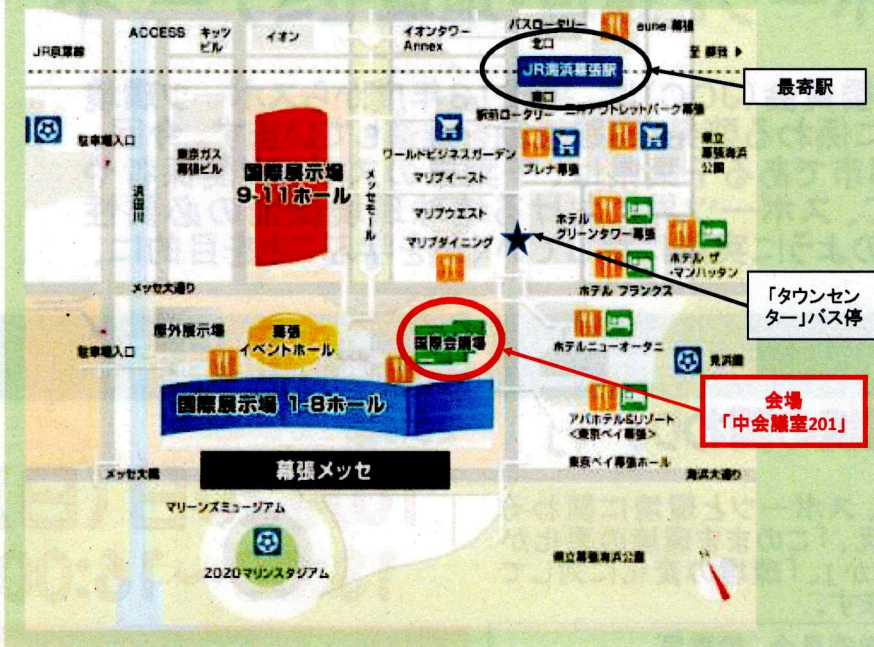 ACCESS
キッツ
ビル
イオン
イオンタワー
Annex
バスロータリー
北口
aune 幕張
JR京葉線
至 蘇我
JR海浜幕張駅
南口
最寄駅
駐車場入口
東京ガス
幕張ビル
国際展示場
9-11ホール
メッセモール
駅前ロータリー
三井アウトレットパーク幕張
ワールドビジネスガーデン
プレナ幕張
県立
幕張海浜
公園
浜田川
マリブイースト
マリブウエスト
マリブダイニング
ホテル
グリーンタワー幕張
ホテル ザ
・マンハッタン
ホテル フランクス
「タウンセン
ター」バス停
メッセ大通り
屋外展示場
幕張
イベントホール
国際会議場
ホテルニューオータニ
駐車場入口
見浜園
国際展示場 1-8ホール
会場
「中会議室201」
アパホテル&リゾート
<東京ベイ幕張>
幕張メッセ
東京ベイ幕張ホール
メッセ大橋
海浜大通り
マリーンズミュージアム
2020マリンスタジアム
県立幕張海浜公園